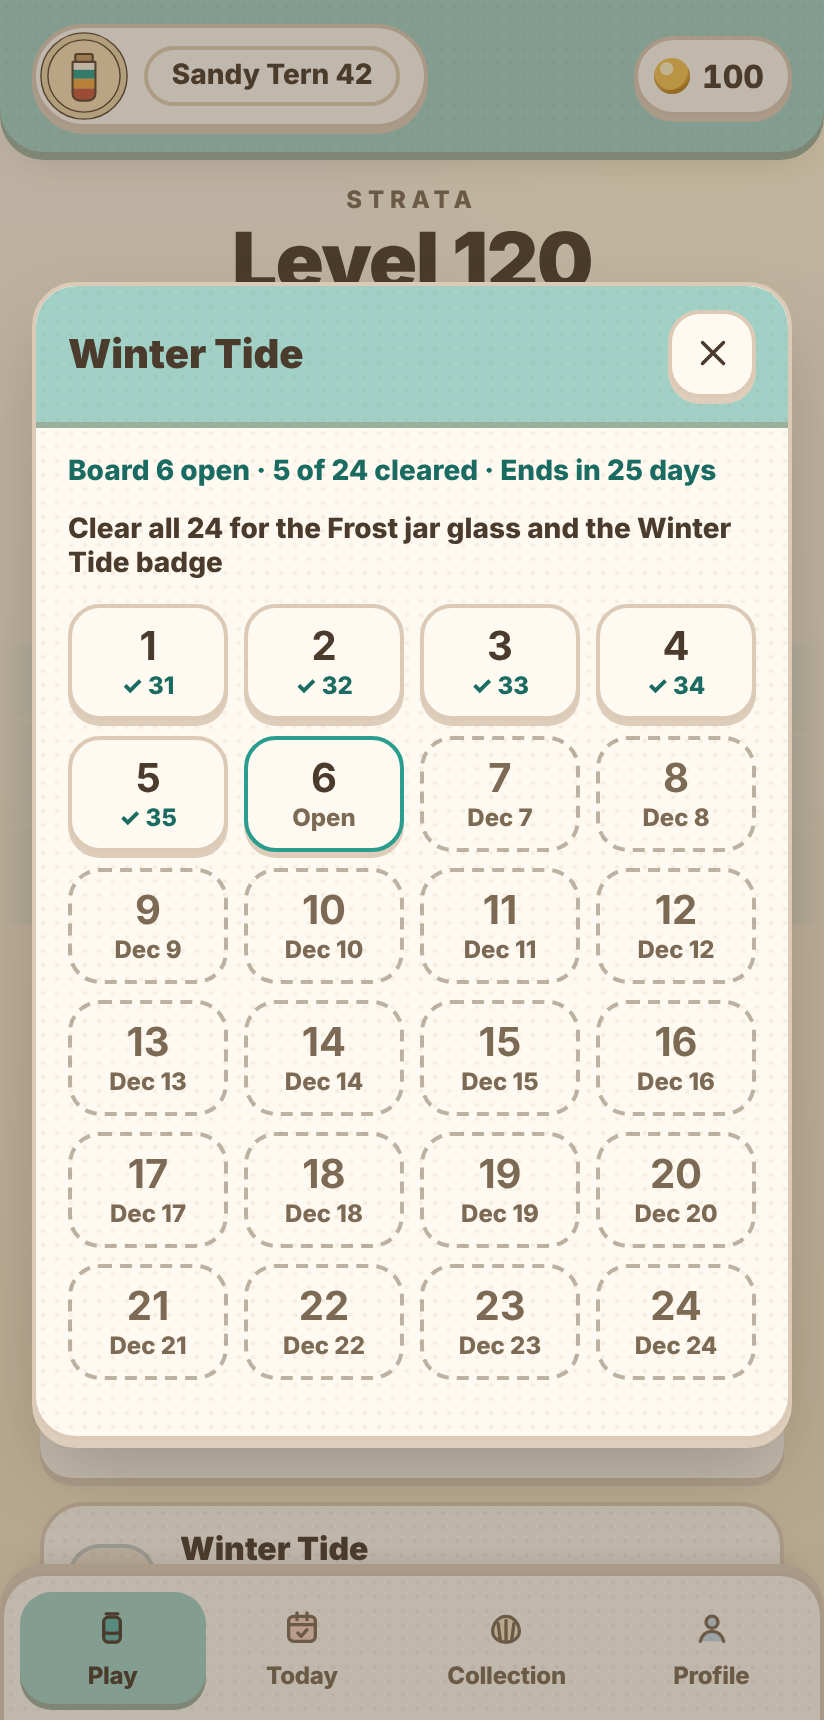 Sandy Tern 42
100
STRATA
Level 120
Winter Tide
Board 6 open · 5 of 24 cleared · Ends in 25 days
Clear all 24 for the Frost jar glass and the Winter
Tide badge
1 2 3 4
✓ 31 ✓ 32 ✓ 33 ✓ 34
5 6 7 8
✓ 35 Open Dec 7 Dec 8
9 10 11 12
Dec 9 Dec 10 Dec 11 Dec 12
13 14 15 16
Dec 13 Dec 14 Dec 15 Dec 16
17 18 19 20
Dec 17 Dec 18 Dec 19 Dec 20
21 22 23 24
Dec 21 Dec 22 Dec 23 Dec 24
Winter Tide
Play Today Collection Profile